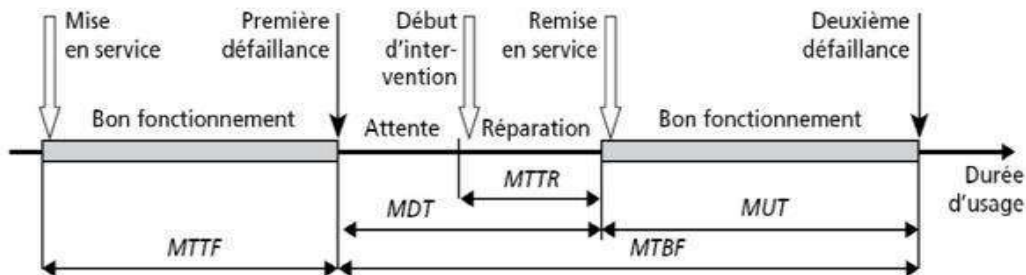 Mise
en service
Première
défaillance
Début
d'inter-
vention
Remise
en service
Deuxième
défaillance
Bon fonctionnement
Attente
Réparation
Bon fonctionnement
Durée
d'usage
MTTR
MDT
MUT
MTTF
MTBF